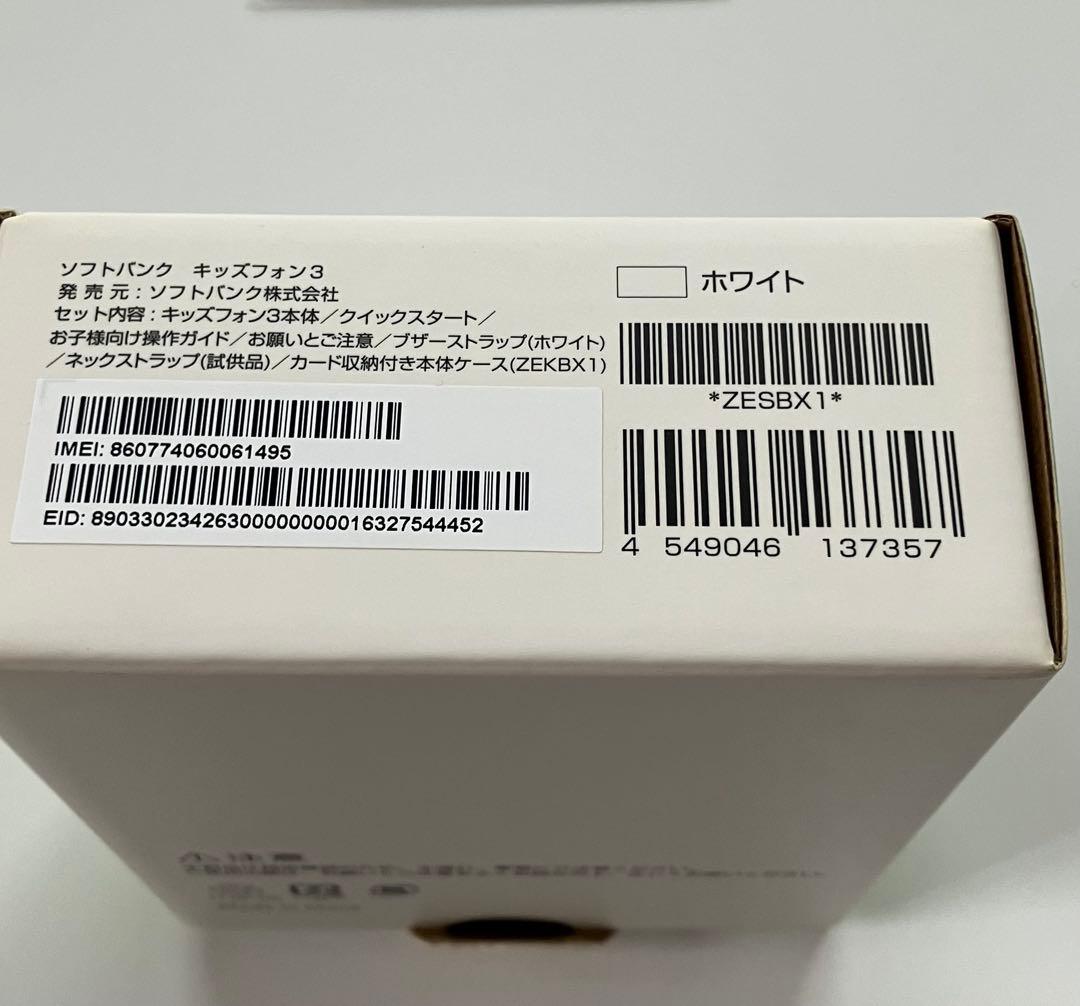 ソフトバンク キッズフォン3
発売元：ソフトバンク株式会社
セット内容：キッズフォン3本体／クイックスタート／
お子様向け操作ガイド／お願いとご注意／ブザーストラップ(ホワイト)
／ネックストラップ(試供品)／カード収納付き本体ケース(ZEKBX1)
IMEI: 860774060061495
EID: 89033023426300000000016327544452
ホワイト
*ZESBX1*
4 549046 137357